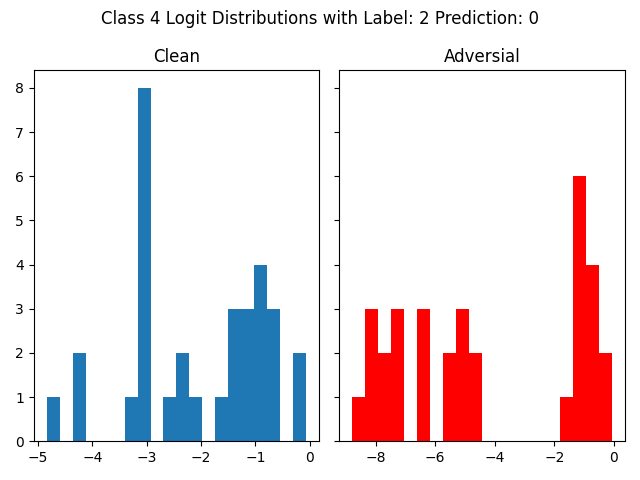 Class 4 Logit Distributions with Label: 2 Prediction: 0
Clean
Adversial
8
7
6
5
4
3
2
1
0
−5 −4 −3 −2 −1 0
−8 −6 −4 −2 0